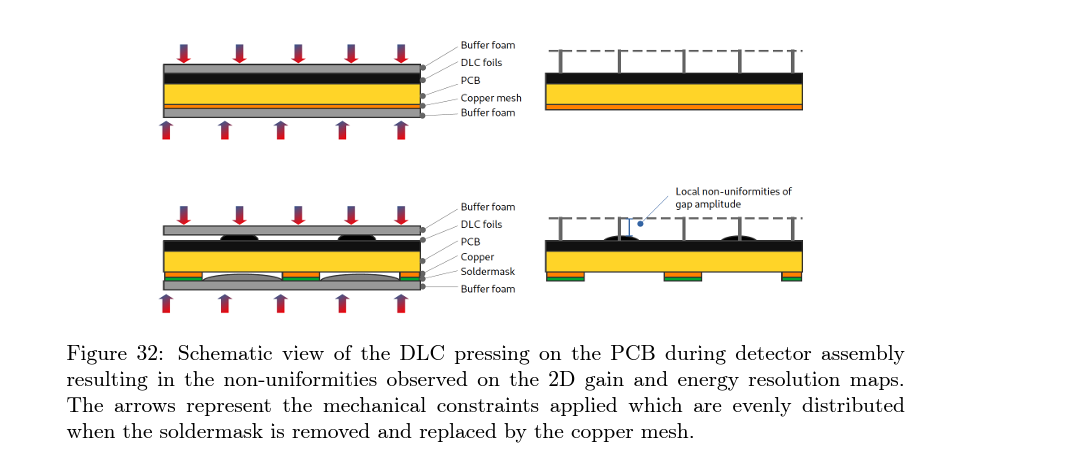 Buffer foam
DLC foils
PCB
Copper mesh
Buffer foam
Local non-uniformities of
gap amplitude
Buffer foam
DLC foils
PCB
Copper
Soldermask
Buffer foam
Figure 32: Schematic view of the DLC pressing on the PCB during detector assembly
resulting in the non-uniformities observed on the 2D gain and energy resolution maps.
The arrows represent the mechanical constraints applied which are evenly distributed
when the soldermask is removed and replaced by the copper mesh.